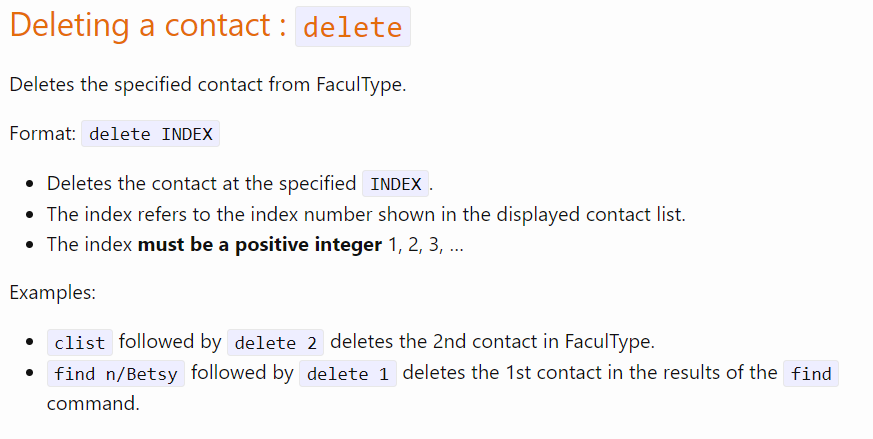 Deleting a contact : delete
Deletes the specified contact from FaculType.
Format: delete INDEX
• Deletes the contact at the specified INDEX.
• The index refers to the index number shown in the displayed contact list.
• The index must be a positive integer 1, 2, 3, …
Examples:
• clist followed by delete 2 deletes the 2nd contact in FaculType.
• find n/Betsy followed by delete 1 deletes the 1st contact in the results of the find
command.